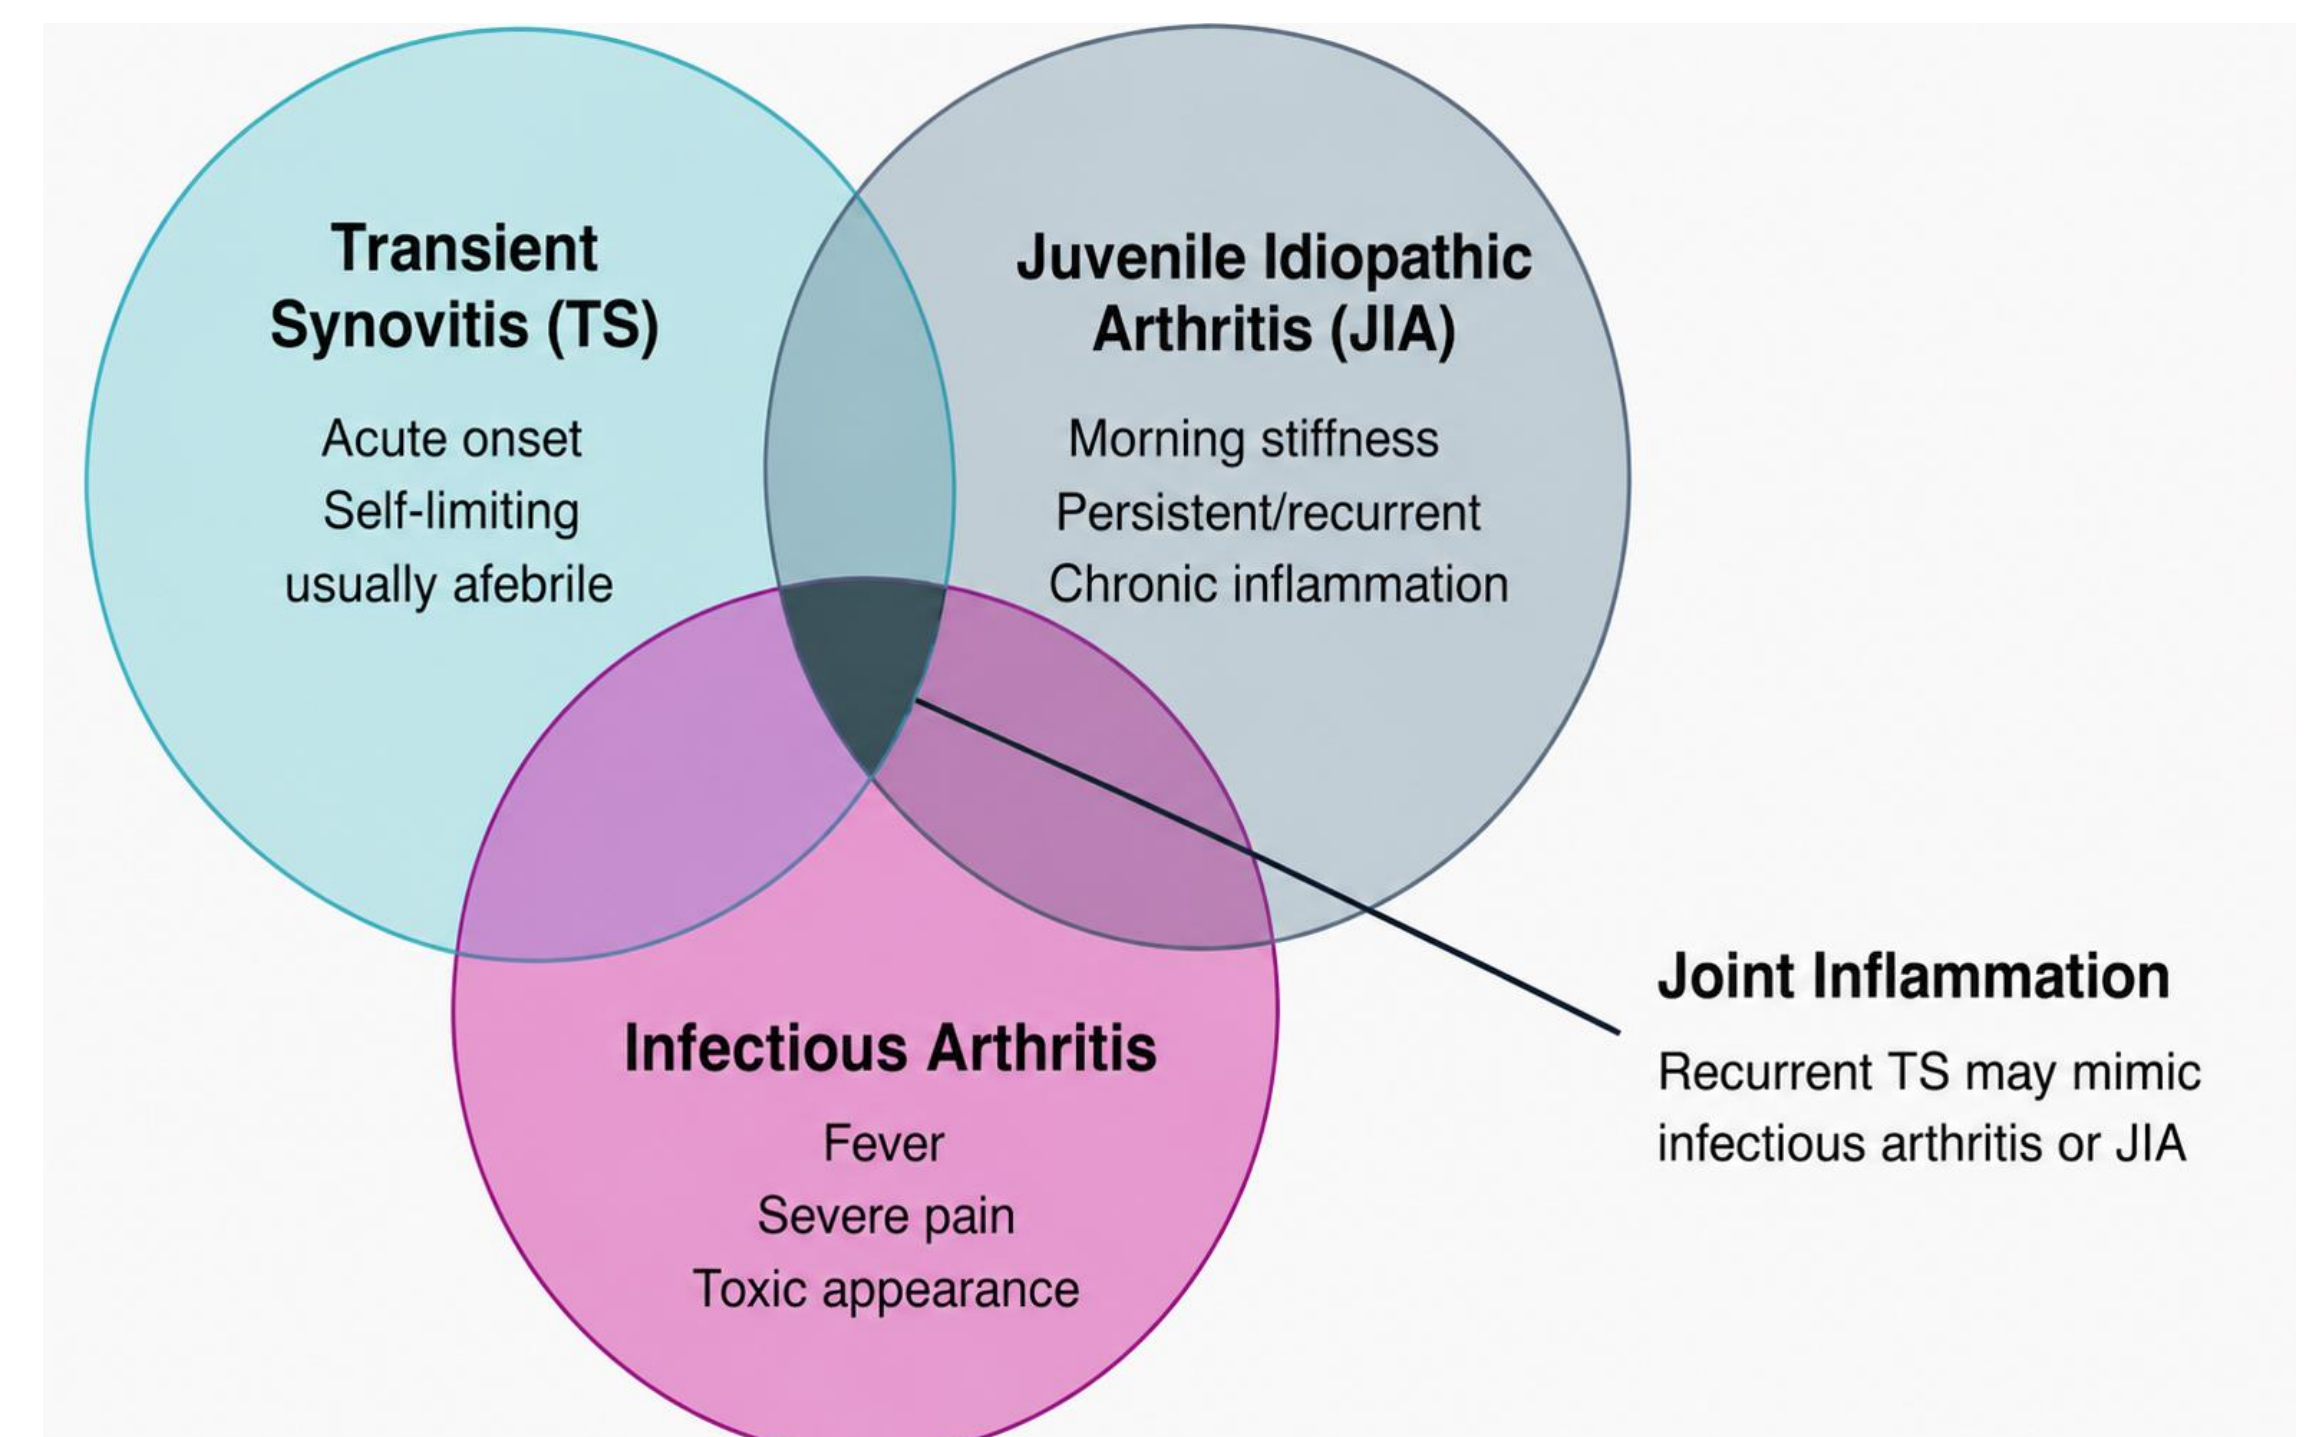 Transient
Synovitis (TS)
Acute onset
Self-limiting
usually afebrile
Juvenile Idiopathic
Arthritis (JIA)
Morning stiffness
Persistent/recurrent
Chronic inflammation
Infectious Arthritis
Fever
Severe pain
Toxic appearance
Joint Inflammation
Recurrent TS may mimic
infectious arthritis or JIA